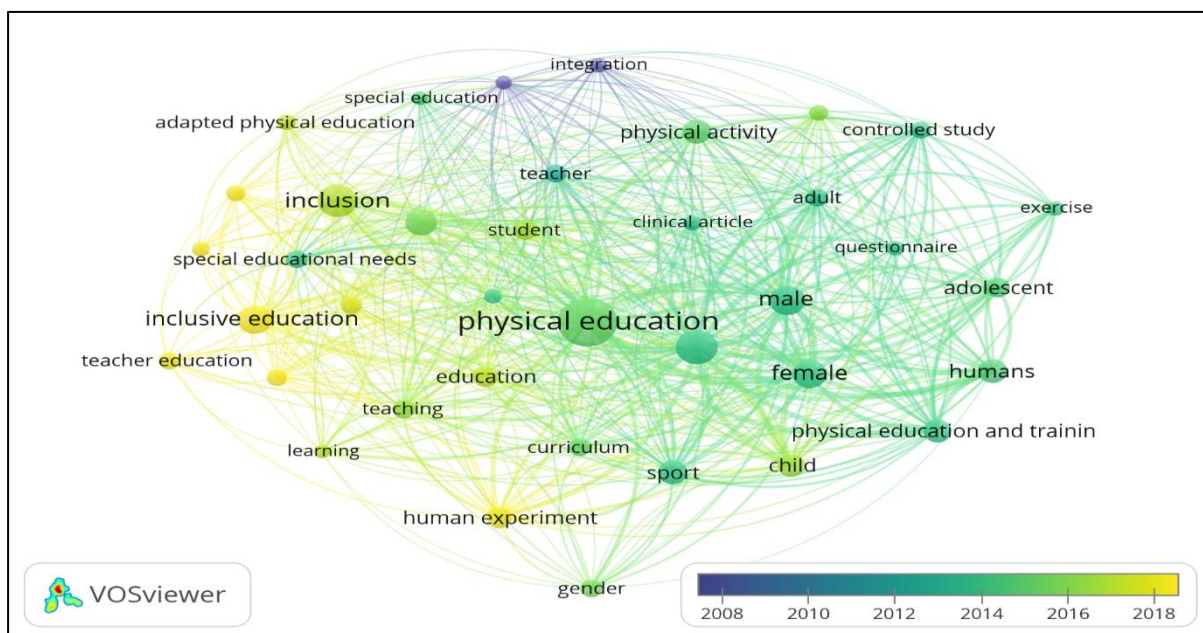 integration
special education
adapted physical education
physical activity
controlled study
teacher
inclusion
adult
exercise
student
clinical article
questionnaire
special educational needs
adolescent
male
inclusive education
physical education
teacher education
female
humans
education
teaching
physical education and trainin
learning
curriculum
sport
child
human experiment
gender
VOSviewer
2008 2010 2012 2014 2016 2018